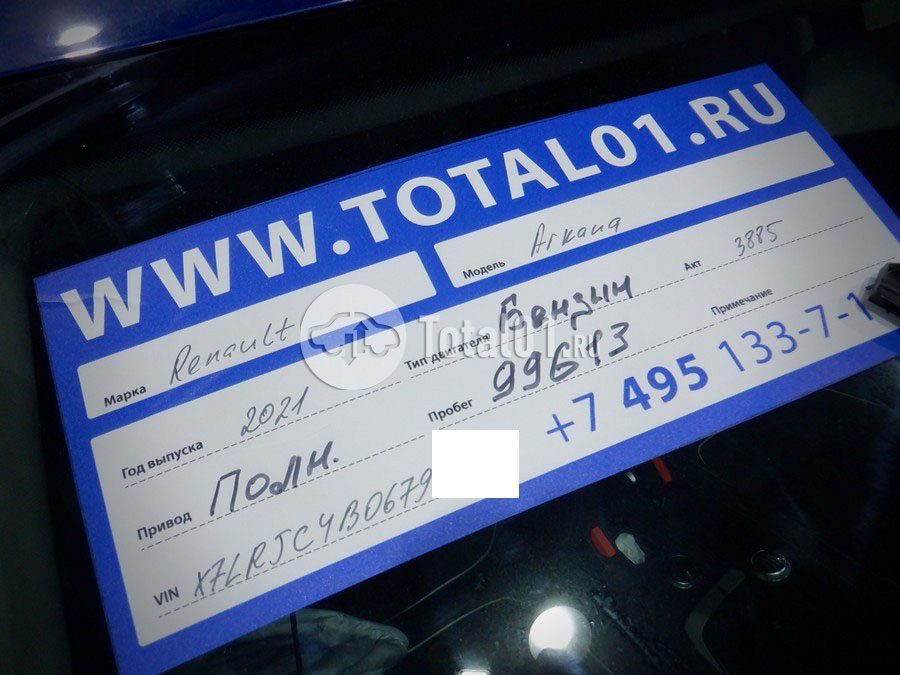 WWW.TOTAL01.RU
Марка Renault
Модель Arkana
Год выпуска 2021
Тип двигателя Бензин
Акт 3885
Привод Полн.
Пробег 99643
Примечание
VIN X7LRJC4B0679
+7 495 133-7-1
Total01.RU